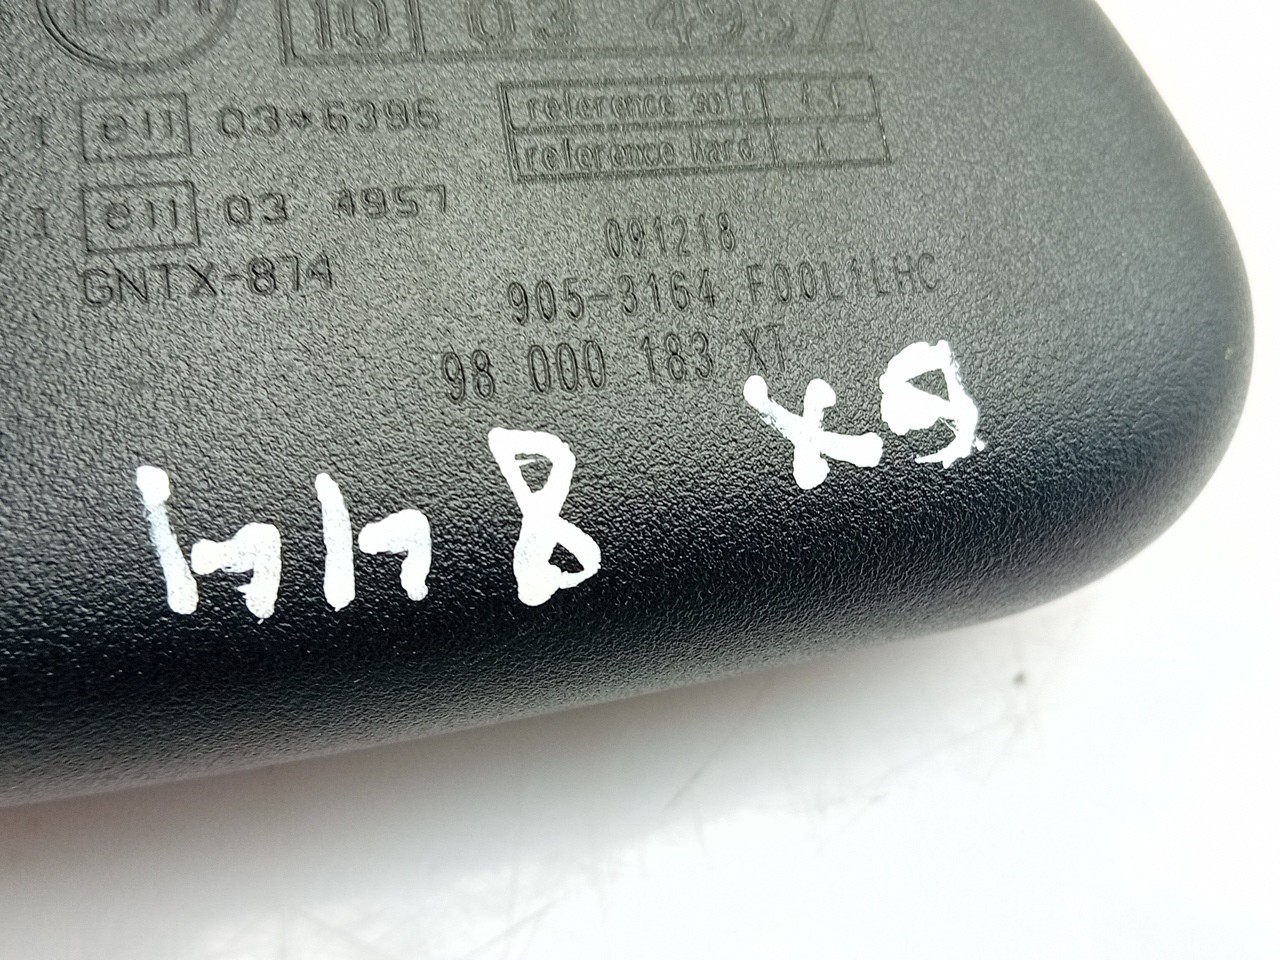 10 03 4957
1 e11 03*6396
reference soft
reference Hard A
1 e11 03 4957
GNTX-874
091218
905-3164 F00L1LHC
98 000 183 XT
844